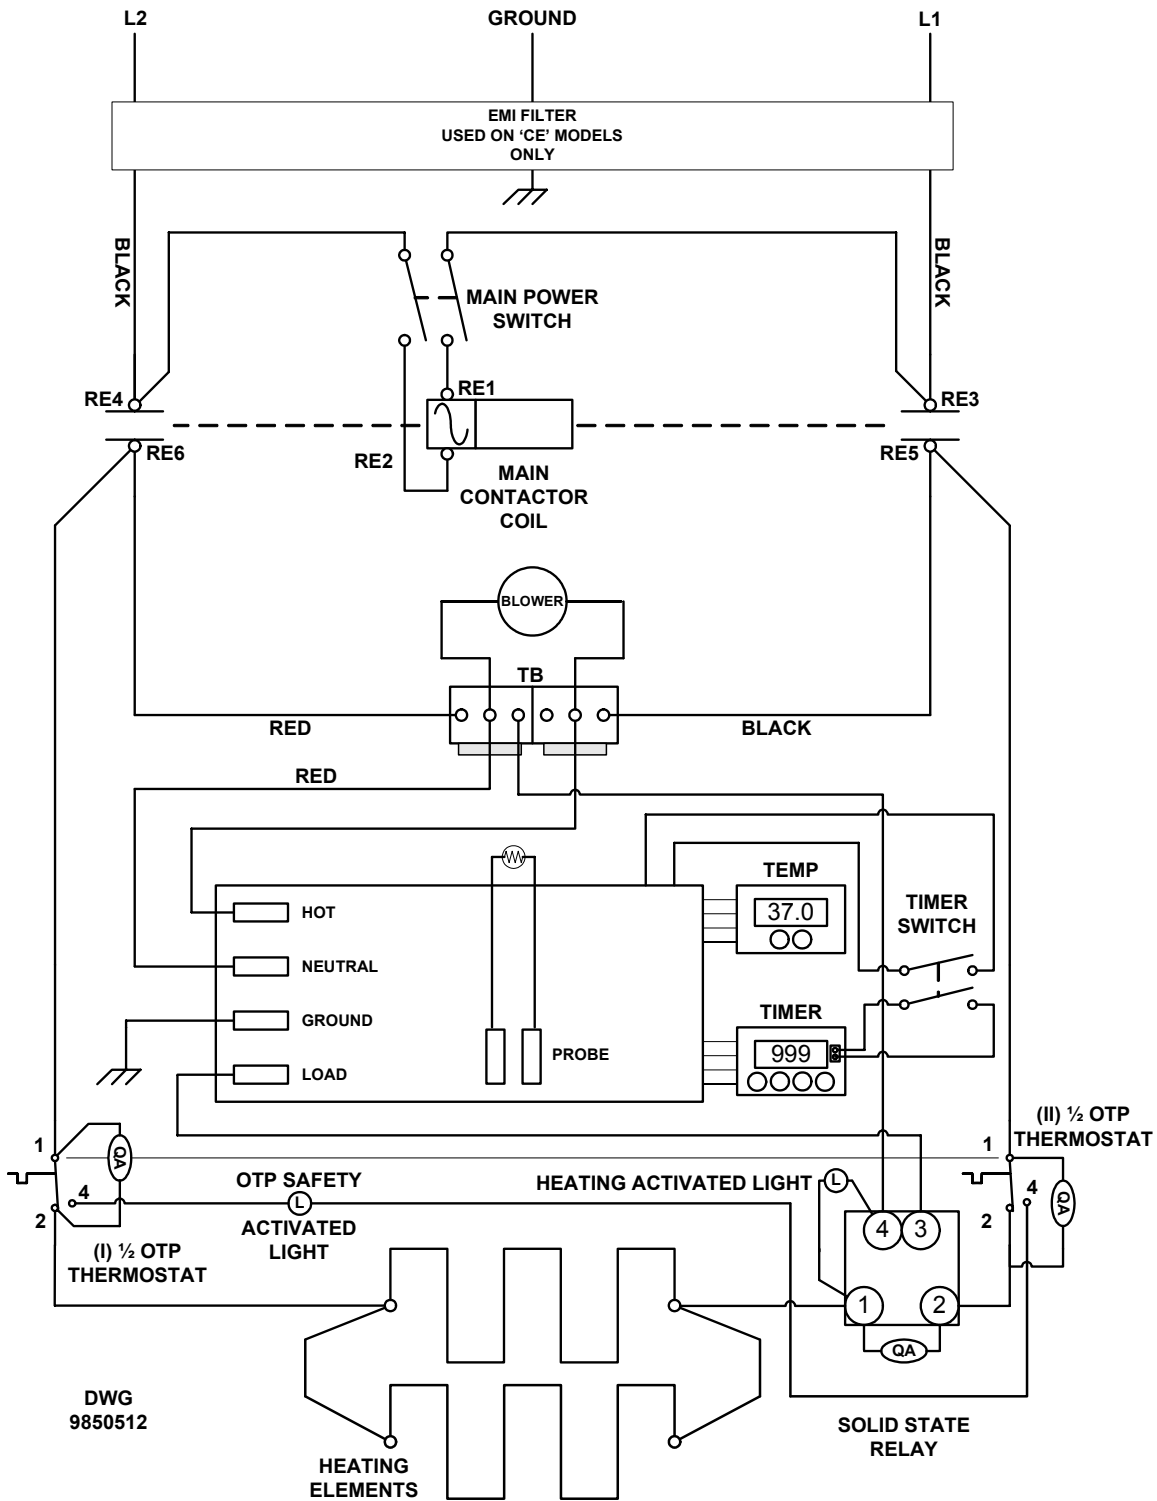 L2
GROUND
L1
EMI FILTER
USED ON ‘CE’ MODELS
ONLY
BLACK
BLACK
MAIN POWER
SWITCH
RE4
RE1
RE3
RE6
RE2
RE5
MAIN
CONTACTOR
COIL
BLOWER
TB
RED
BLACK
RED
TEMP
37.0
TIMER
SWITCH
HOT
NEUTRAL
GROUND
LOAD
PROBE
TIMER
999
(II) ½ OTP
THERMOSTAT
1
QA
4
2
(I) ½ OTP
THERMOSTAT
OTP SAFETY
L
ACTIVATED
LIGHT
HEATING ACTIVATED LIGHT
L
4
3
1
2
QA
1
4
2
QA
DWG
9850512
HEATING
ELEMENTS
SOLID STATE
RELAY